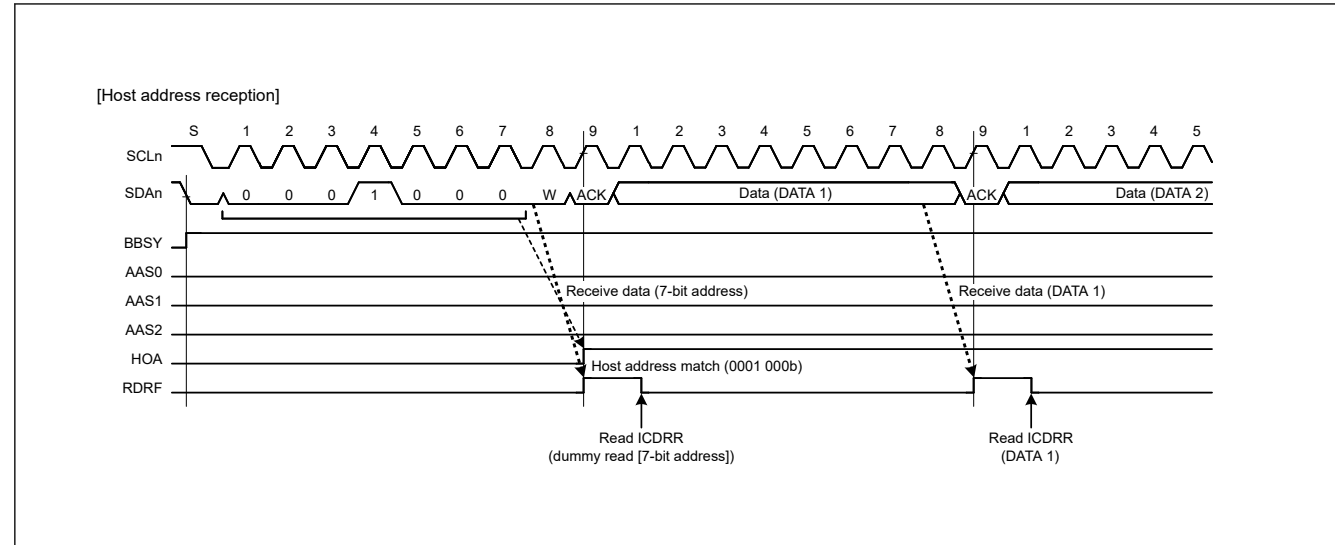 [Host address reception]
S 1 2 3 4 5 6 7 8 9 1 2 3 4 5 6 7 8 9 1 2 3 4 5
SCLn
SDAn 0 0 0 1 0 0 0 W ACK Data (DATA 1) ACK Data (DATA 2)
BBSY
AAS0
Receive data (7-bit address) Receive data (DATA 1)
AAS1
AAS2
HOA
Host address match (0001 000b)
RDRF
Read ICDRR Read ICDRR
(dummy read [7-bit address]) (DATA 1)